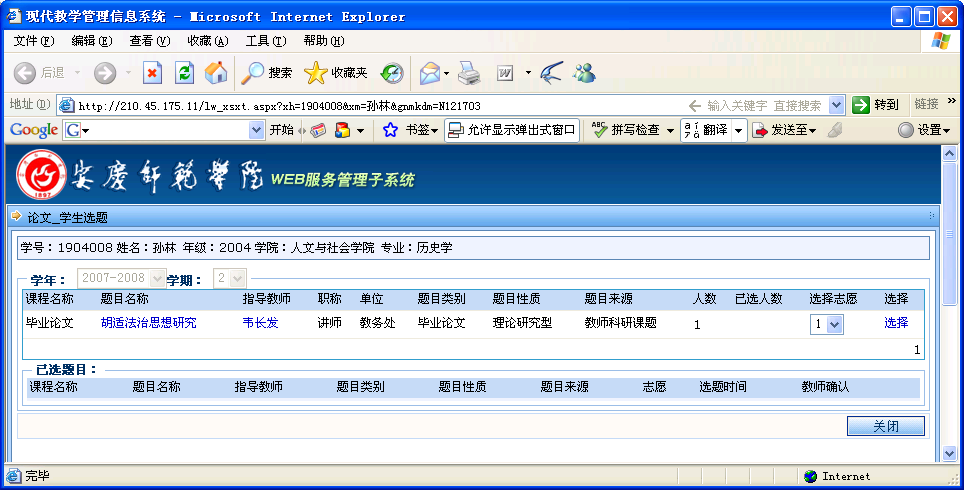 现代教学管理信息系统 - Microsoft Internet Explorer
文件(F) 编辑(E) 查看(V) 收藏(A) 工具(T) 帮助(H)
后退 搜索 收藏夹 W
地址(D) http://210.45.175.11/lw_xsxt.aspx?xh=1904008&xm=孙林&gnmkdm=N121703 输入关键字 直接搜索 转到 链接 »
Google G 开始 书签 允许显示弹出式窗口 ABC 拼写检查 翻译 发送至 设置
1897 安庆师范学院 WEB服务管理子系统
论文_学生选题
学号：1904008 姓名：孙林 年级：2004 学院：人文与社会学院 专业：历史学
学年： 2007-2008 学期： 2
课程名称 题目名称 指导教师 职称 单位 题目类别 题目性质 题目来源 人数 已选人数 选择志愿 选择
毕业论文 胡适法治思想研究 韦长发 讲师 教务处 毕业论文 理论研究型 教师科研课题 1 1 选择
1
已选题目：
课程名称 题目名称 指导教师 题目类别 题目性质 题目来源 志愿 选题时间 教师确认
关闭
完毕 Internet